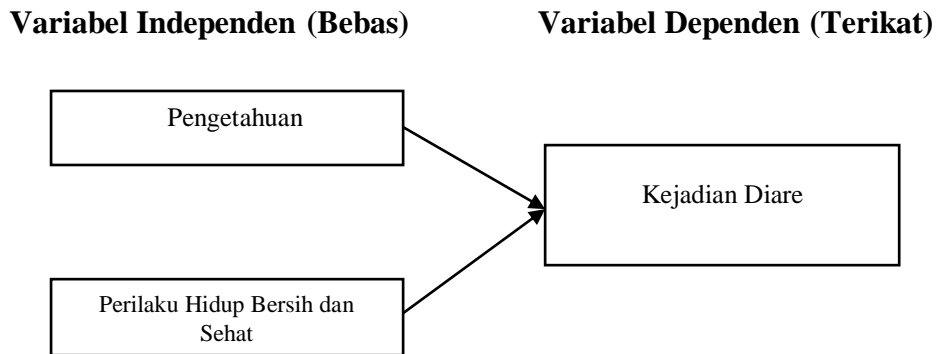 Variabel Independen (Bebas)
Variabel Dependen (Terikat)
Pengetahuan
Kejadian Diare
Perilaku Hidup Bersih dan
Sehat